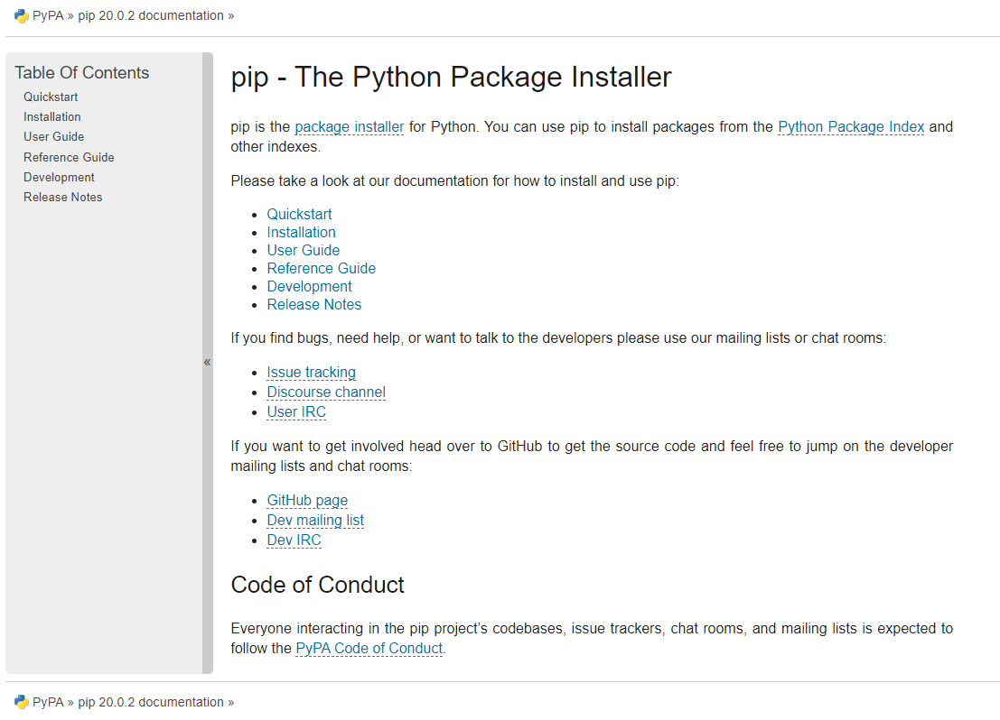 PyPA » pip 20.0.2 documentation »
Table Of Contents
Quickstart
Installation
User Guide
Reference Guide
Development
Release Notes
«
pip - The Python Package Installer
pip is the package installer for Python. You can use pip to install packages from the Python Package Index and
other indexes.
Please take a look at our documentation for how to install and use pip:
Quickstart
Installation
User Guide
Reference Guide
Development
Release Notes
If you find bugs, need help, or want to talk to the developers please use our mailing lists or chat rooms:
Issue tracking
Discourse channel
User IRC
If you want to get involved head over to GitHub to get the source code and feel free to jump on the developer
mailing lists and chat rooms:
GitHub page
Dev mailing list
Dev IRC
Code of Conduct
Everyone interacting in the pip project’s codebases, issue trackers, chat rooms, and mailing lists is expected to
follow the PyPA Code of Conduct.
PyPA » pip 20.0.2 documentation »